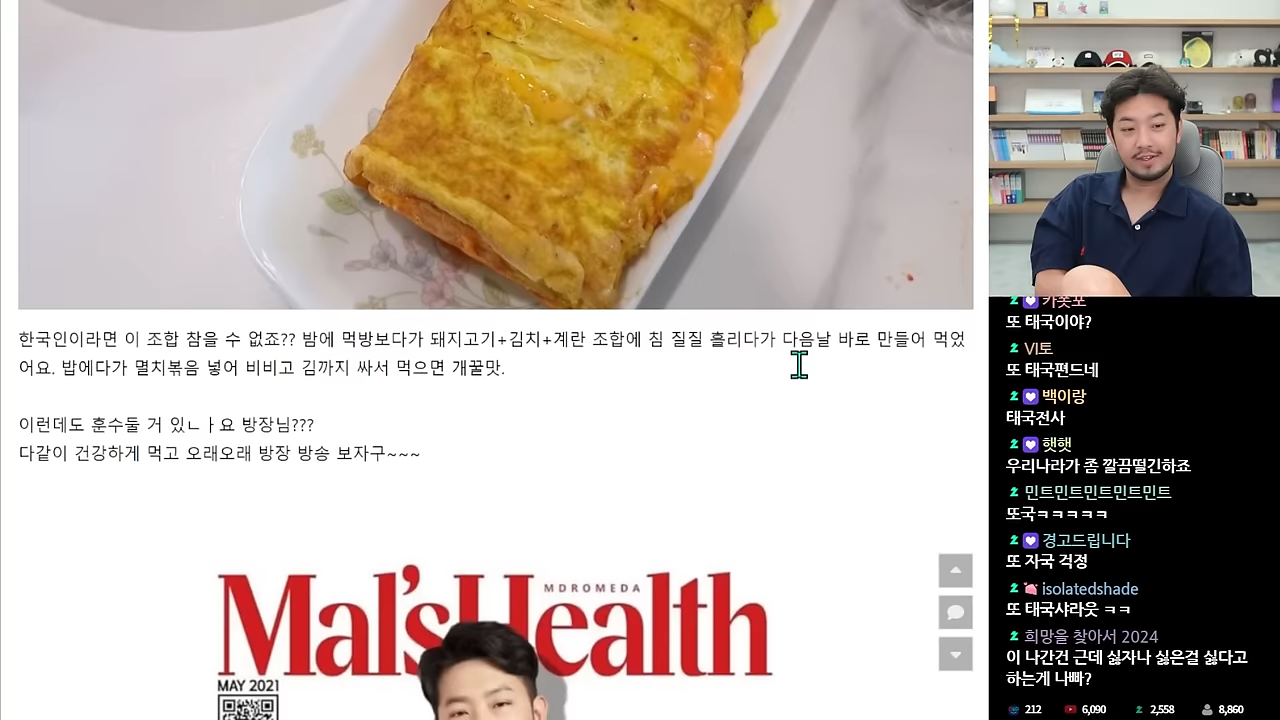 한국인이라면 이 조합 참을 수 없죠?? 밤에 먹방보다가 돼지고기+김치+계란 조합에 침 질질 흘리다가 다음날 바로 만들어 먹었
어요. 밥에다가 멸치볶음 넣어 비비고 김까지 싸서 먹으면 개꿀맛.
이런데도 훈수둘 거 있ㄴㅏ요 방장님???
다같이 건강하게 먹고 오래오래 방장 방송 보자구~~~
Mal's Health
MDROMEDA
MAY 2021
카옷포
또 태국이야?
VI토
또 태국편드네
백이랑
태국전사
햇햇
우리나라가 좀 깔끔떨긴하죠
민트민트민트민트민트
또국ㅋㅋㅋㅋㅋ
경고드립니다
또 자국 걱정
isolatedshade
또 태국샤라웃 ㅋㅋ
희망을 찾아서 2024
이 나간건 근데 싫자나 싫은걸 싫다고
하는게 나빠?
212 6,090 2,558 8,860